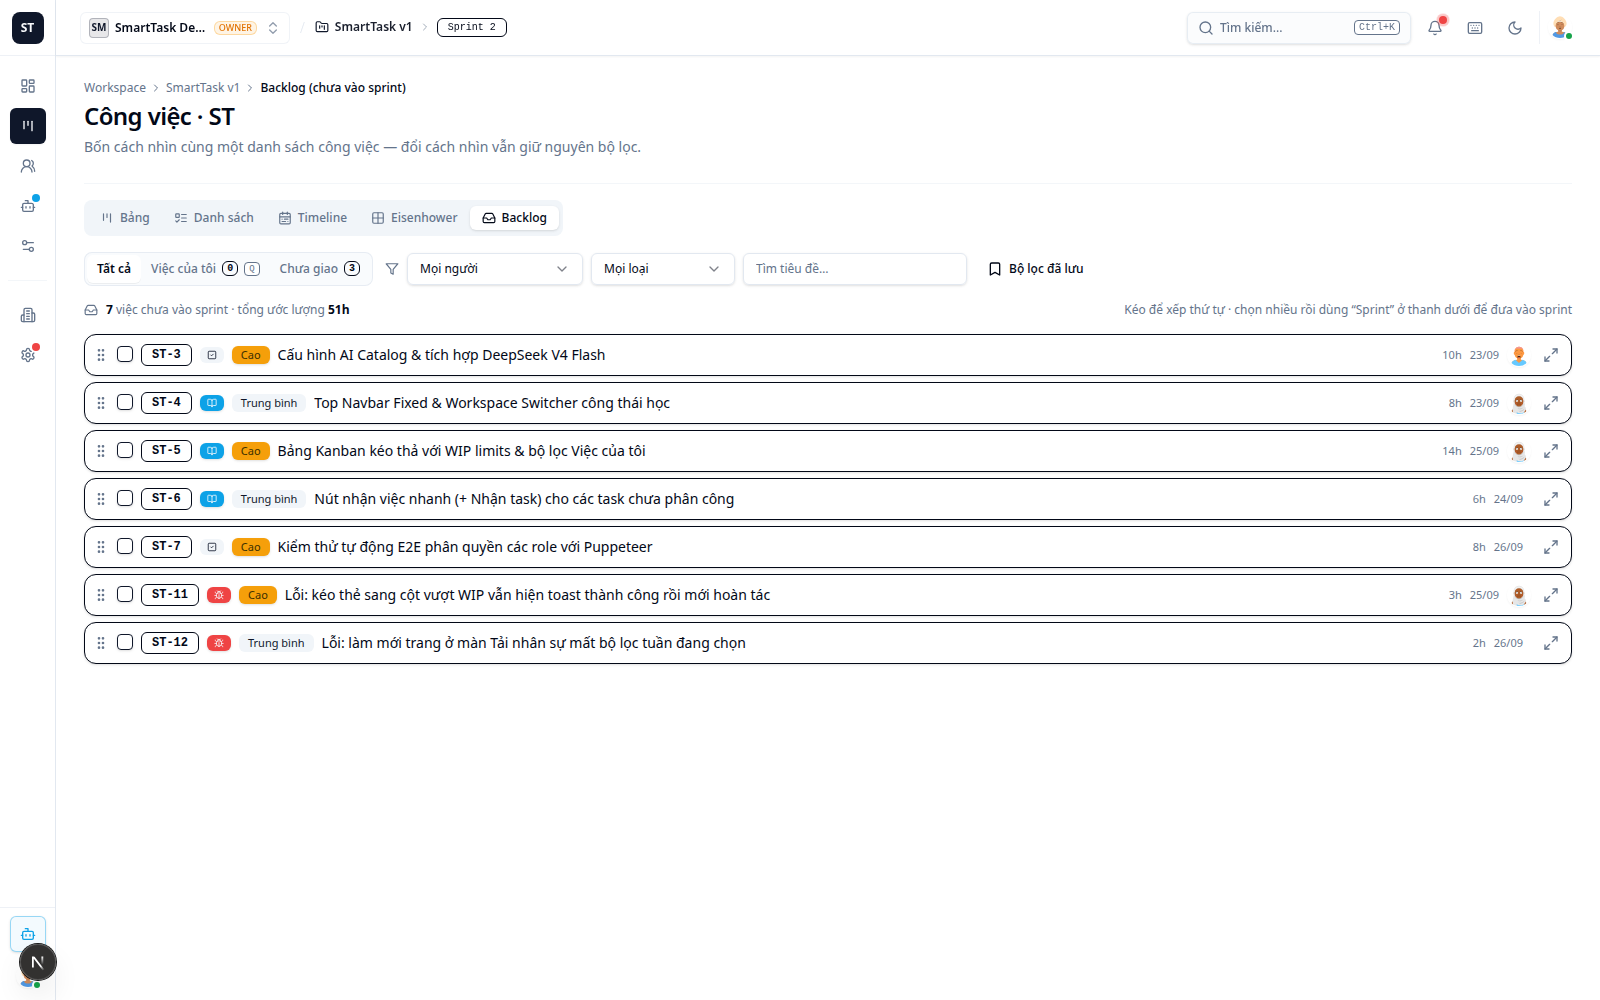 ST
SM SmartTask De... OWNER / SmartTask v1 Sprint 2 Tìm kiếm... Ctrl+K
Workspace SmartTask v1 Backlog (chưa vào sprint)
Công việc · ST
Bốn cách nhìn cùng một danh sách công việc — đổi cách nhìn vẫn giữ nguyên bộ lọc.
Bảng Danh sách Timeline Eisenhower Backlog
Tất cả Việc của tôi 0 Q Chưa giao 3 Mọi người Mọi loại Tìm tiêu đề... Bộ lọc đã lưu
7 việc chưa vào sprint · tổng ước lượng 51h Kéo để xếp thứ tự · chọn nhiều rồi dùng “Sprint” ở thanh dưới để đưa vào sprint
ST-3 Cao Cấu hình AI Catalog & tích hợp DeepSeek V4 Flash 10h 23/09
ST-4 Trung bình Top Navbar Fixed & Workspace Switcher công thái học 8h 23/09
ST-5 Cao Bảng Kanban kéo thả với WIP limits & bộ lọc Việc của tôi 14h 25/09
ST-6 Trung bình Nút nhận việc nhanh (+ Nhận task) cho các task chưa phân công 6h 24/09
ST-7 Cao Kiểm thử tự động E2E phân quyền các role với Puppeteer 8h 26/09
ST-11 Cao Lỗi: kéo thẻ sang cột vượt WIP vẫn hiện toast thành công rồi mới hoàn tác 3h 25/09
ST-12 Trung bình Lỗi: làm mới trang ở màn Tải nhân sự mất bộ lọc tuần đang chọn 2h 26/09
N